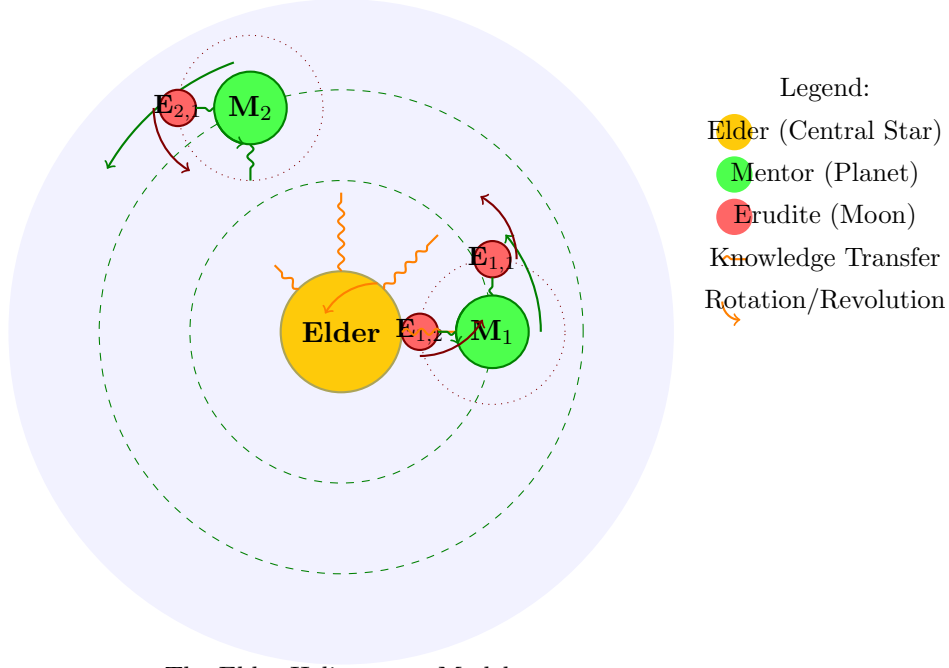 Legend:
Elder (Central Star)
Mentor (Planet)
Erudite (Moon)
Knowledge Transfer
Rotation/Revolution
E2,1
M2
E1,1
Elder
E1,2
M1